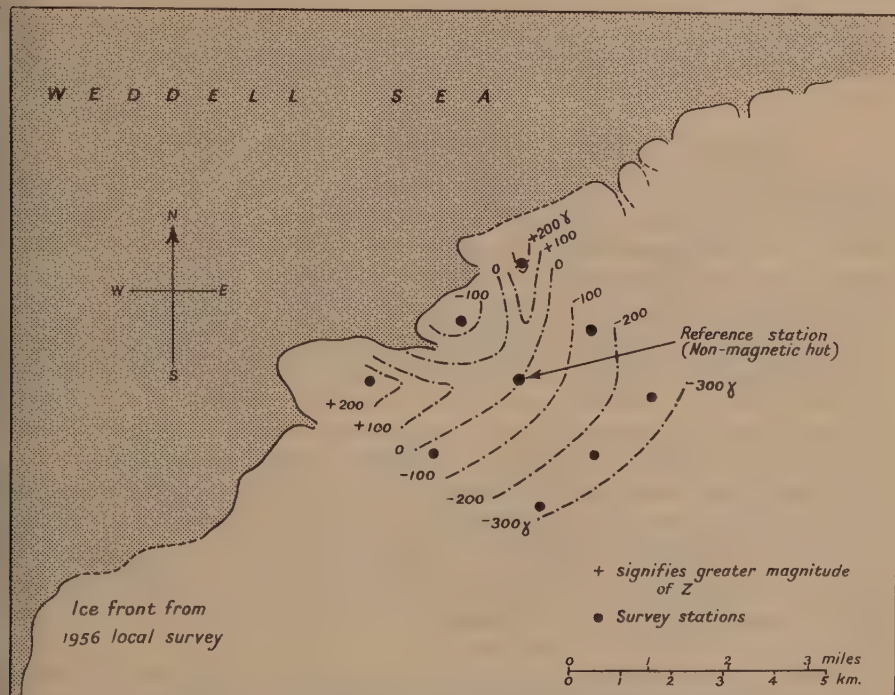 WEDDELL SEA
N
W E
S
+200γ
+100
0
0
-100
-100
-200
Reference station
(Non-magnetic hut)
-300γ
+200
+100
0
-100
-200
-300γ
+ signifies greater magnitude
of Z
Survey stations
Ice front from
1956 local survey
0 1 2 3 miles
0 1 2 3 4 5 km.